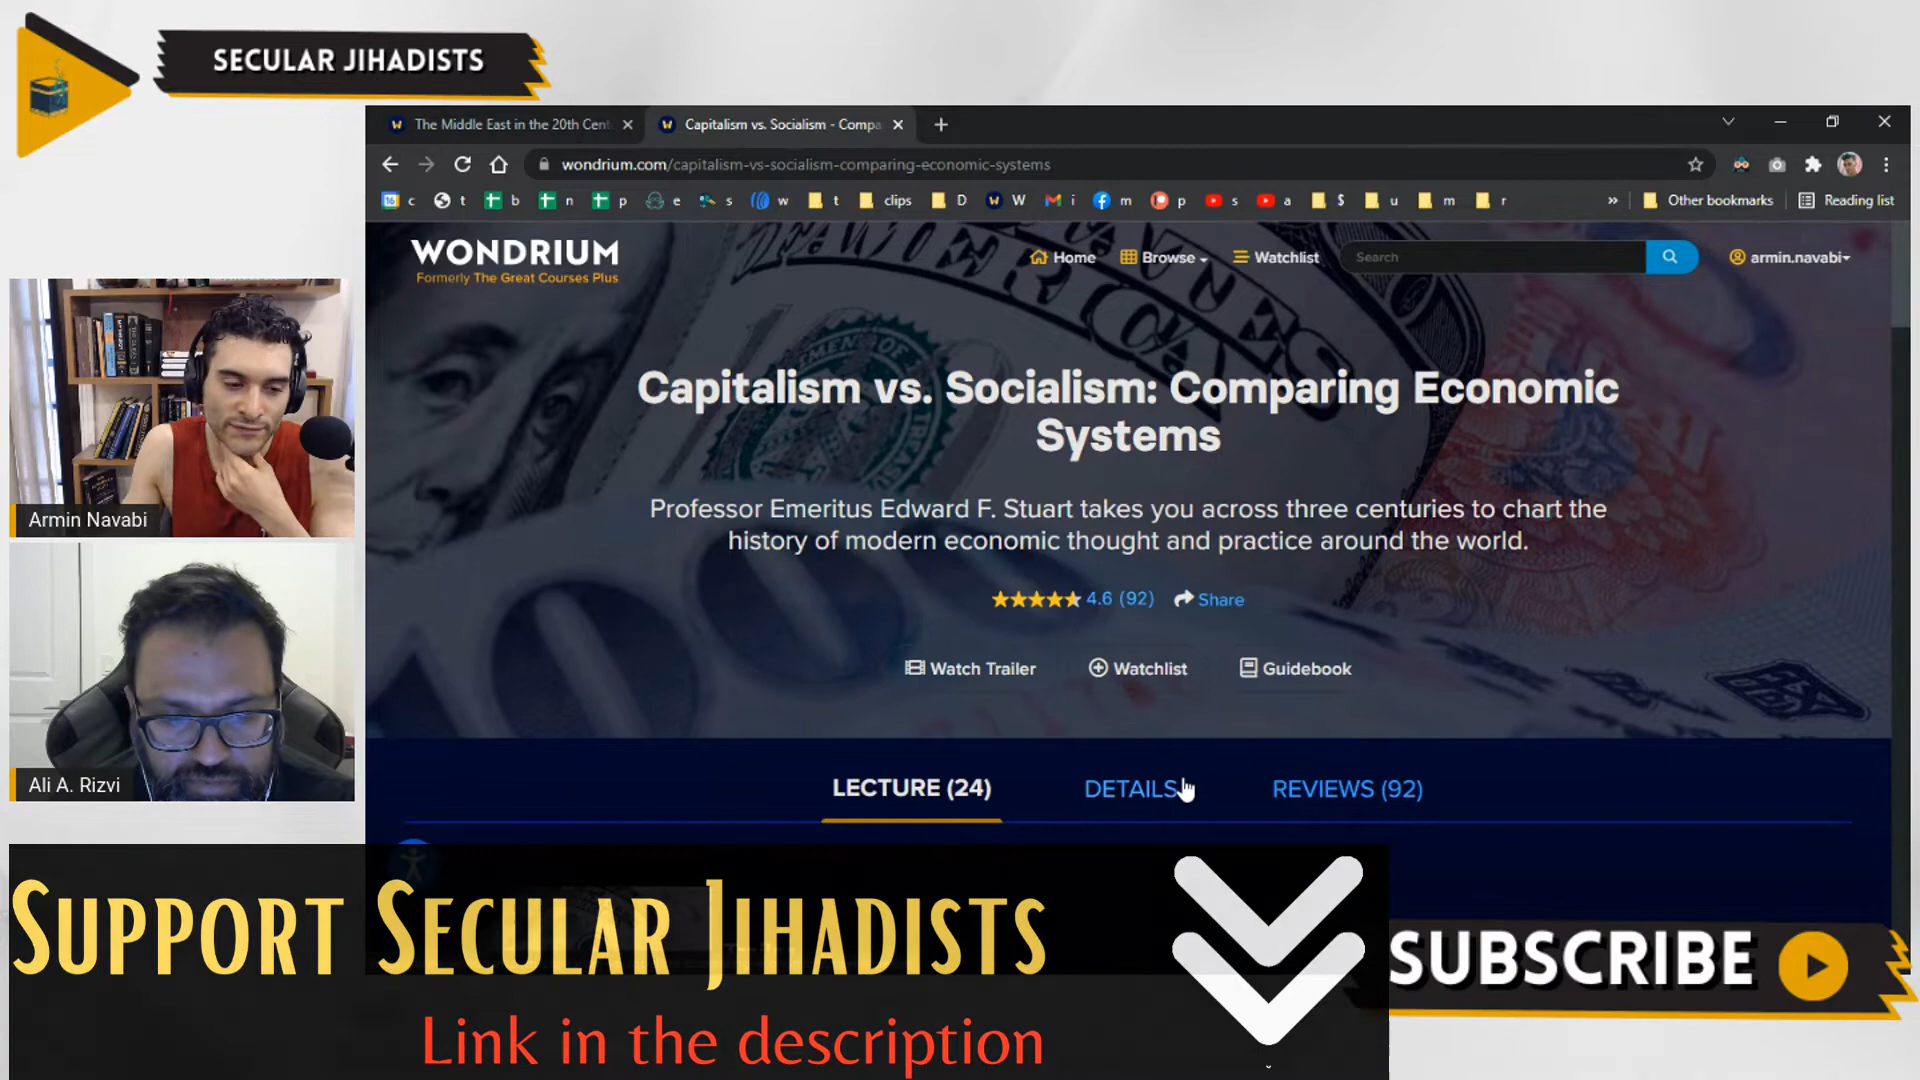 SECULAR JIHADISTS
The Middle East in the 20th Cent
Capitalism vs. Socialism - Compa
wondrium.com/capitalism-vs-socialism-comparing-economic-systems
c t b n p e s w t clips D W i m p s a $ u m r » Other bookmarks Reading list
WONDRIUM
Formerly The Great Courses Plus
Home Browse Watchlist Search armin.navabi
Capitalism vs. Socialism: Comparing Economic
Systems
Professor Emeritus Edward F. Stuart takes you across three centuries to chart the
history of modern economic thought and practice around the world.
4.6 (92) Share
Watch Trailer Watchlist Guidebook
LECTURE (24) DETAILS REVIEWS (92)
Armin Navabi
Ali A. Rizvi
SUPPORT SECULAR JIHADISTS
Link in the description
SUBSCRIBE